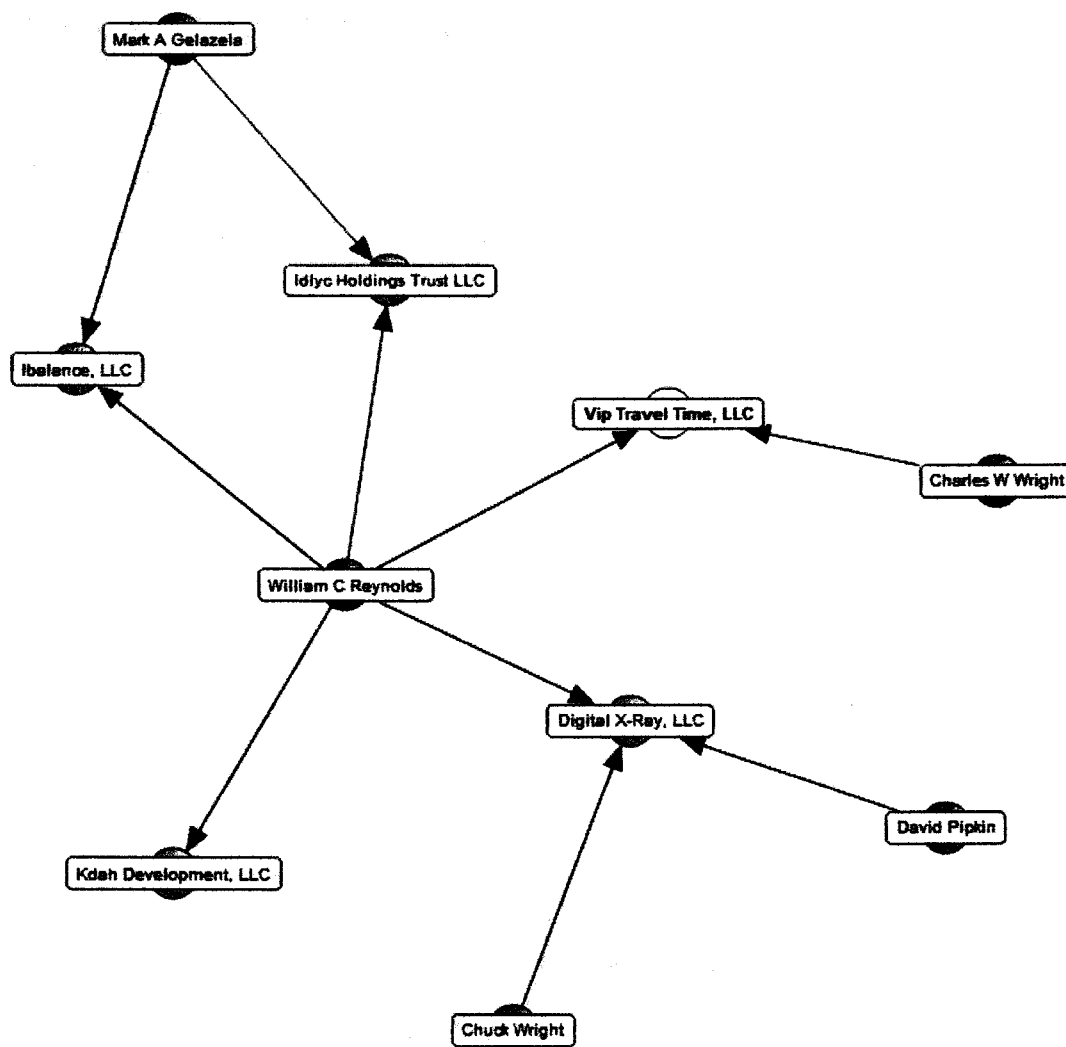 Mark A Gelazela
Idlyc Holdings Trust LLC
Ibalance, LLC
Vip Travel Time, LLC
Charles W Wright
William C Reynolds
Digital X-Ray, LLC
David Pipkin
Kdah Development, LLC
Chuck Wright